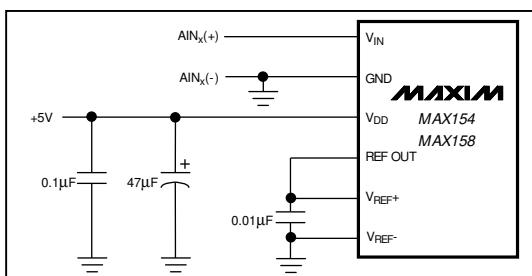 AINx(+)
VIN
AINx(-)
GND
MAXIM
+5V
VDD
MAX154
MAX158
REF OUT
0.1µF
47µF
+
0.01µF
VREF+
VREF-